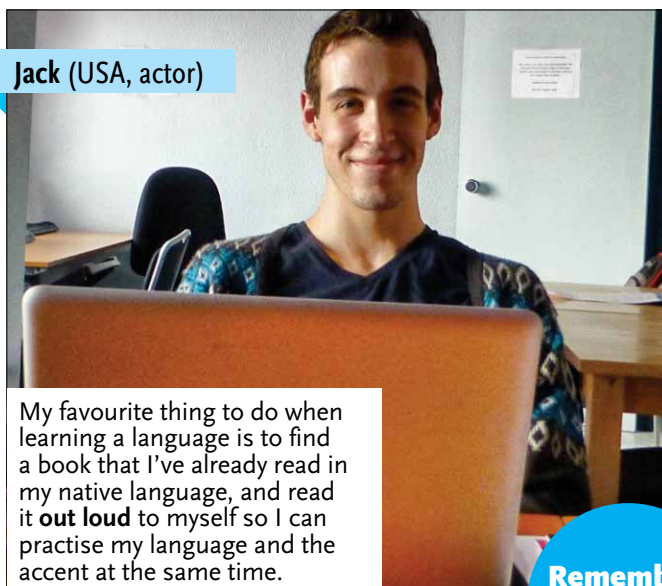 Jack (USA, actor)
My favourite thing to do when
learning a language is to find
a book that I've already read in
my native language, and read
it out loud to myself so I can
practise my language and the
accent at the same time.